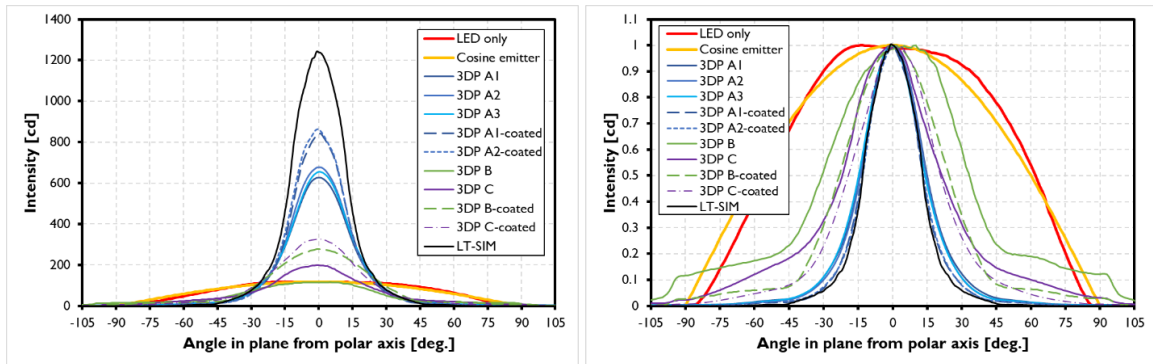 1400
1200
1000
800
600
400
200
0
Intensity [cd]
-105 -90 -75 -60 -45 -30 -15 0 15 30 45 60 75 90 105
Angle in plane from polar axis [deg.]
LED only
Cosine emitter
3DP A1
3DP A2
3DP A3
3DP A1-coated
3DP A2-coated
3DP B
3DP C
3DP B-coated
3DP C-coated
LT-SIM
1.1
1
0.9
0.8
0.7
0.6
0.5
0.4
0.3
0.2
0.1
0
Intensity [cd]
-105 -90 -75 -60 -45 -30 -15 0 15 30 45 60 75 90 105
Angle in plane from polar axis [deg.]
LED only
Cosine emitter
3DP A1
3DP A2
3DP A3
3DP A1-coated
3DP A2-coated
3DP B
3DP C
3DP B-coated
3DP C-coated
LT-SIM